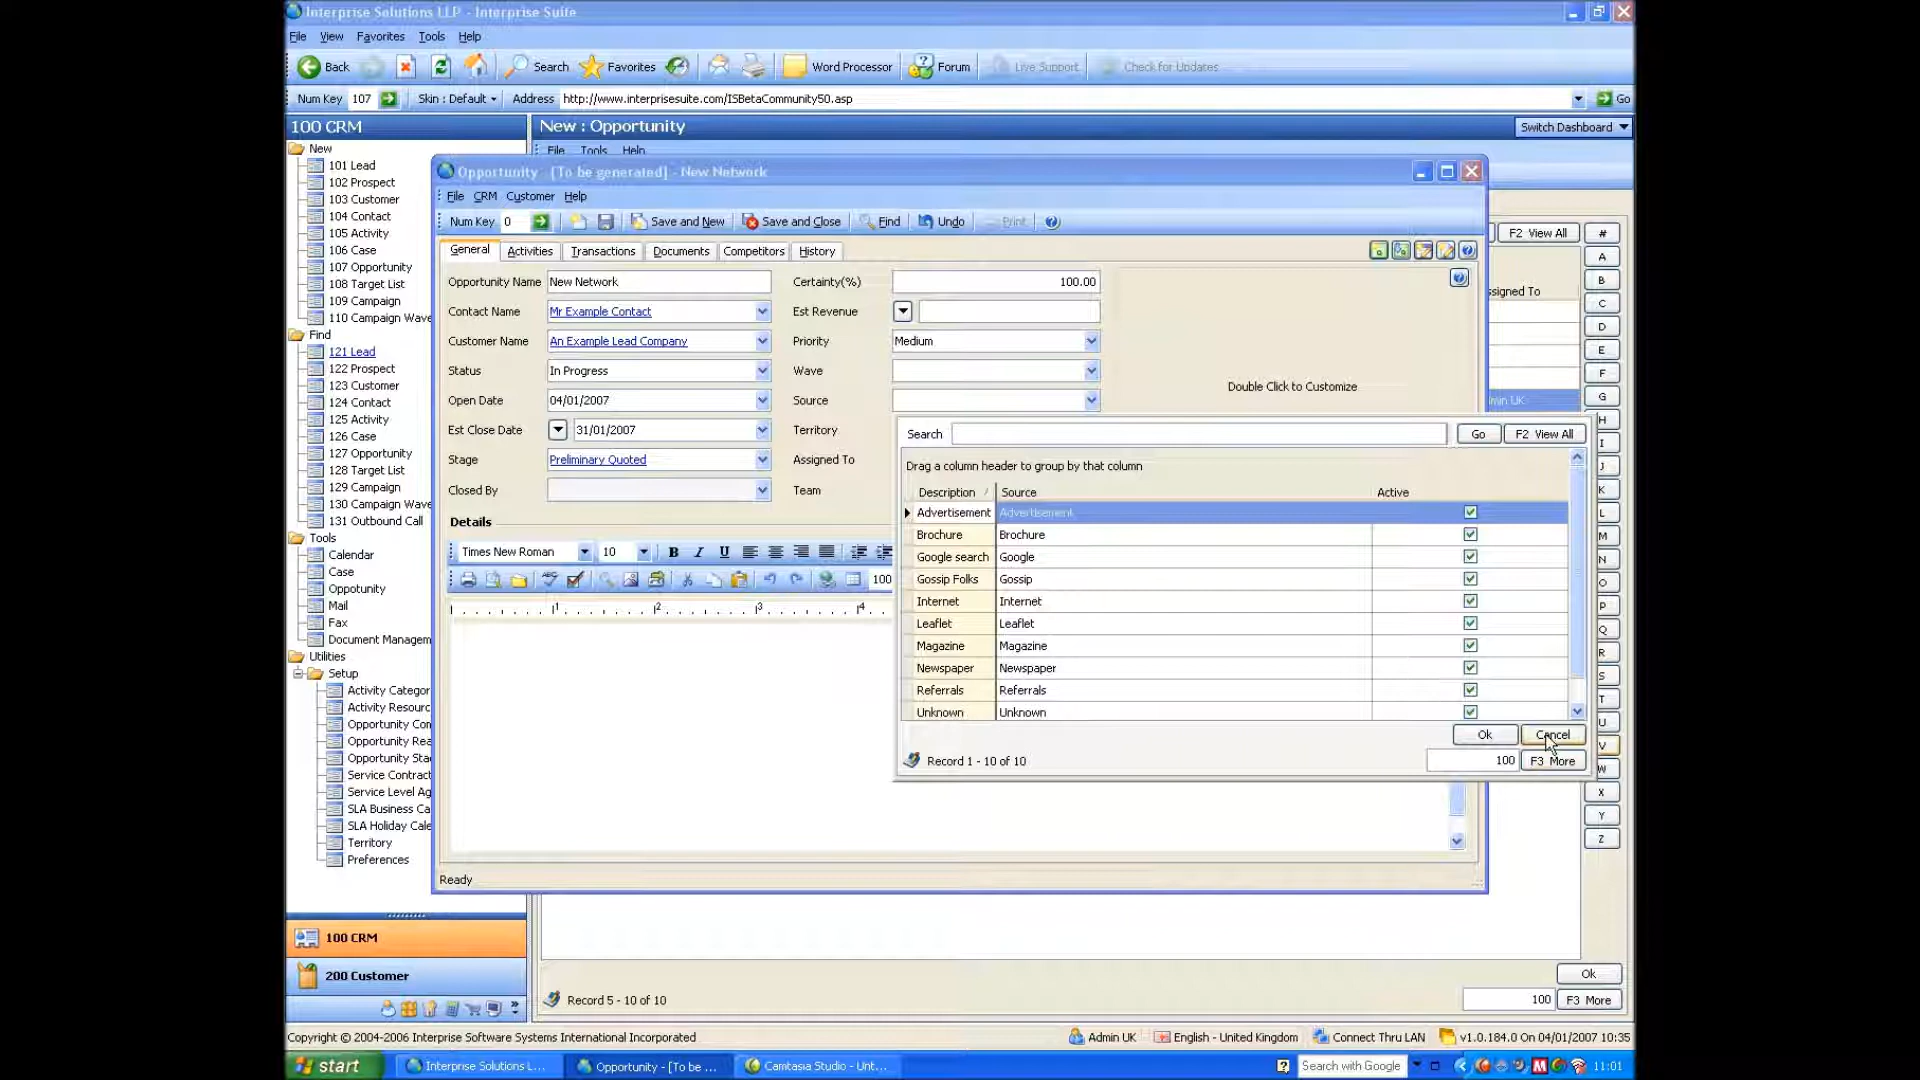 Interprise Solutions LLP - Interprise Suite
File View Favorites Tools Help
Back Search Favorites Word Processor Forum Live Support Check for Updates
Num Key 107 Skin : Default Address http://www.interprisesuite.com/ISBetaCommunity50.asp Go
100 CRM
New : Opportunity
Switch Dashboard
File Tools Help
New
101 Lead
102 Prospect
103 Customer
104 Contact
105 Activity
106 Case
107 Opportunity
108 Target List
109 Campaign
110 Campaign Wave
Find
121 Lead
122 Prospect
123 Customer
124 Contact
125 Activity
126 Case
127 Opportunity
128 Target List
129 Campaign
130 Campaign Wave
131 Outbound Call
Tools
Calendar
Case
Oppotunity
Mail
Fax
Document Managem
Utilities
Setup
Activity Categor
Activity Resourc
Opportunity Con
Opportunity Rea
Opportunity Sta
Service Contract
Service Level Ag
SLA Business Ca
SLA Holiday Cale
Territory
Preferences
100 CRM
200 Customer
Opportunity - [To be generated] - New Network
File CRM Customer Help
Num Key 0 Save and New Save and Close Find Undo Print
General Activities Transactions Documents Competitors History
Opportunity Name New Network Certainty(%) 100.00
Contact Name Mr Example Contact Est Revenue
Customer Name An Example Lead Company Priority Medium
Status In Progress Wave
Open Date 04/01/2007 Source
Est Close Date 31/01/2007 Territory
Stage Preliminary Quoted Assigned To
Closed By Team
Double Click to Customize
Details
Times New Roman 10 B I U
100
1 2 3 4
Ready
Search Go F2 View All
Drag a column header to group by that column
Description Source Active
Advertisement Advertisement
Brochure Brochure
Google search Google
Gossip Folks Gossip
Internet Internet
Leaflet Leaflet
Magazine Magazine
Newspaper Newspaper
Referrals Referrals
Unknown Unknown
Ok Cancel
Record 1 - 10 of 10 100 F3 More
F2 View All
ssigned To
min UK
#
A
B
C
D
E
F
G
H
I
J
K
L
M
N
O
P
Q
R
S
T
U
V
W
X
Y
Z
Ok
Record 5 - 10 of 10 100 F3 More
Copyright © 2004-2006 Interprise Software Systems International Incorporated Admin UK English - United Kingdom Connect Thru LAN v1.0.184.0 On 04/01/2007 10:35
start Interprise Solutions L... Opportunity - [To be ... Camtasia Studio - Unt... Search with Google 11:01